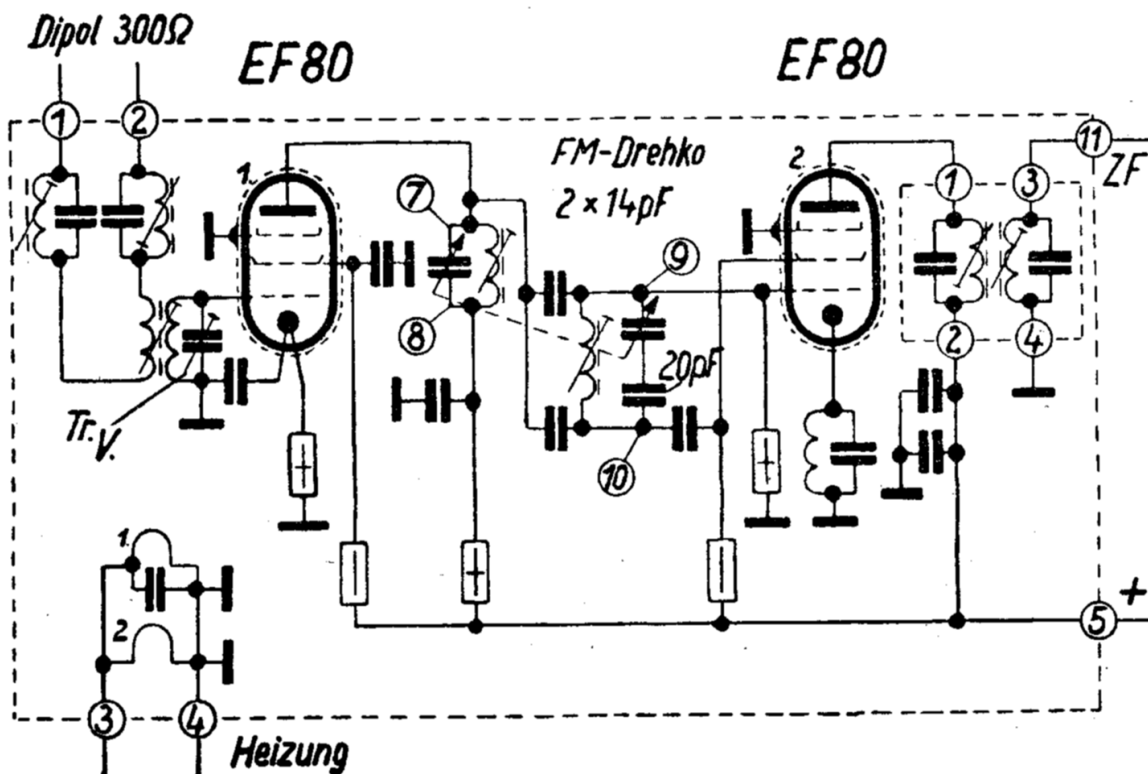 Dipol 300Ω
EF80
EF80
1
2
1.
FM-Drehko
2 × 14pF
2.
11
ZF
7
1
3
9
8
2
4
20pF
Tr.V.
10
1.
2
+
5
3
4
Heizung